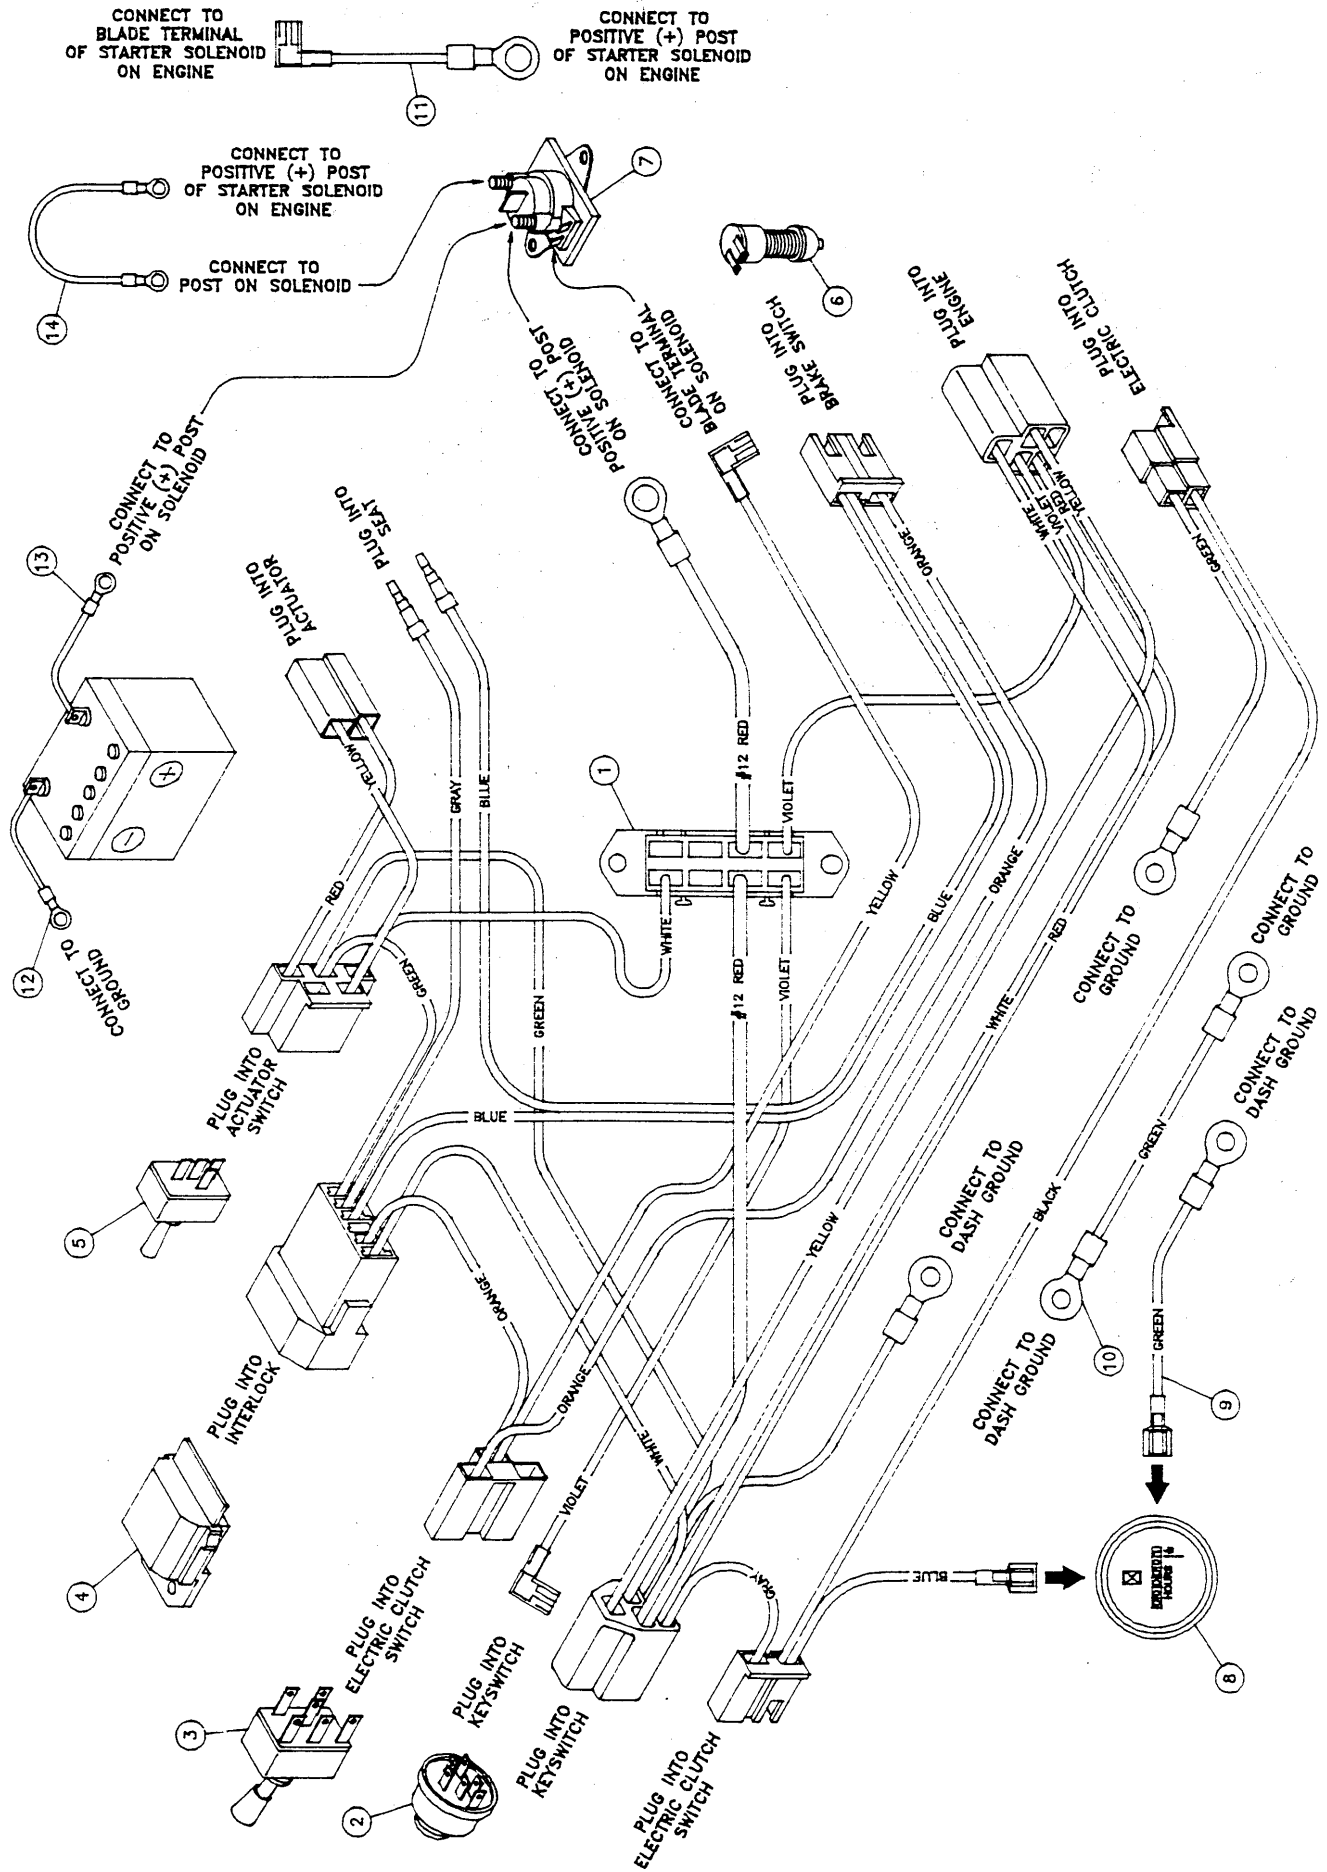 CONNECT TO
BLADE TERMINAL
OF STARTER SOLENOID
ON ENGINE
CONNECT TO
POSITIVE (+) POST
OF STARTER SOLENOID
ON ENGINE
11
CONNECT TO
POSITIVE (+) POST
OF STARTER SOLENOID
ON ENGINE
CONNECT TO
POST ON SOLENOID
14
7
CONNECT TO
POSITIVE (+) POST
ON SOLENOID
13
CONNECT TO
POSITIVE (+) POST
ON SOLENOID
CONNECT TO
BLADE TERMINAL
ON SOLENOID
6
PLUG INTO
BRAKE SWITCH
PLUG INTO
ENGINE
PLUG INTO
ELECTRIC CLUTCH
PLUG INTO
SEAT
PLUG INTO
ACTUATOR
+
-
12
CONNECT TO
GROUND
YELLOW
GRAY
BLUE
#12 RED
VIOLET
1
ORANGE
WHITE
VIOLET
RED
YELLOW
GREEN
RED
GREEN
WHITE
GREEN
#12 RED
VIOLET
YELLOW
BLUE
ORANGE
RED
WHITE
CONNECT TO
GROUND
CONNECT TO
GROUND
PLUG INTO
ACTUATOR
SWITCH
5
BLUE
ORANGE
ORANGE
WHITE
VIOLET
YELLOW
BLACK
GREEN
CONNECT TO
DASH GROUND
CONNECT TO
DASH GROUND
CONNECT TO
DASH GROUND
10
GREEN
9
PLUG INTO
INTERLOCK
4
PLUG INTO
ELECTRIC CLUTCH
SWITCH
3
PLUG INTO
KEYSWITCH
2
PLUG INTO
KEYSWITCH
PLUG INTO
ELECTRIC CLUTCH
SWITCH
GRAY
BLUE
HOURS
8